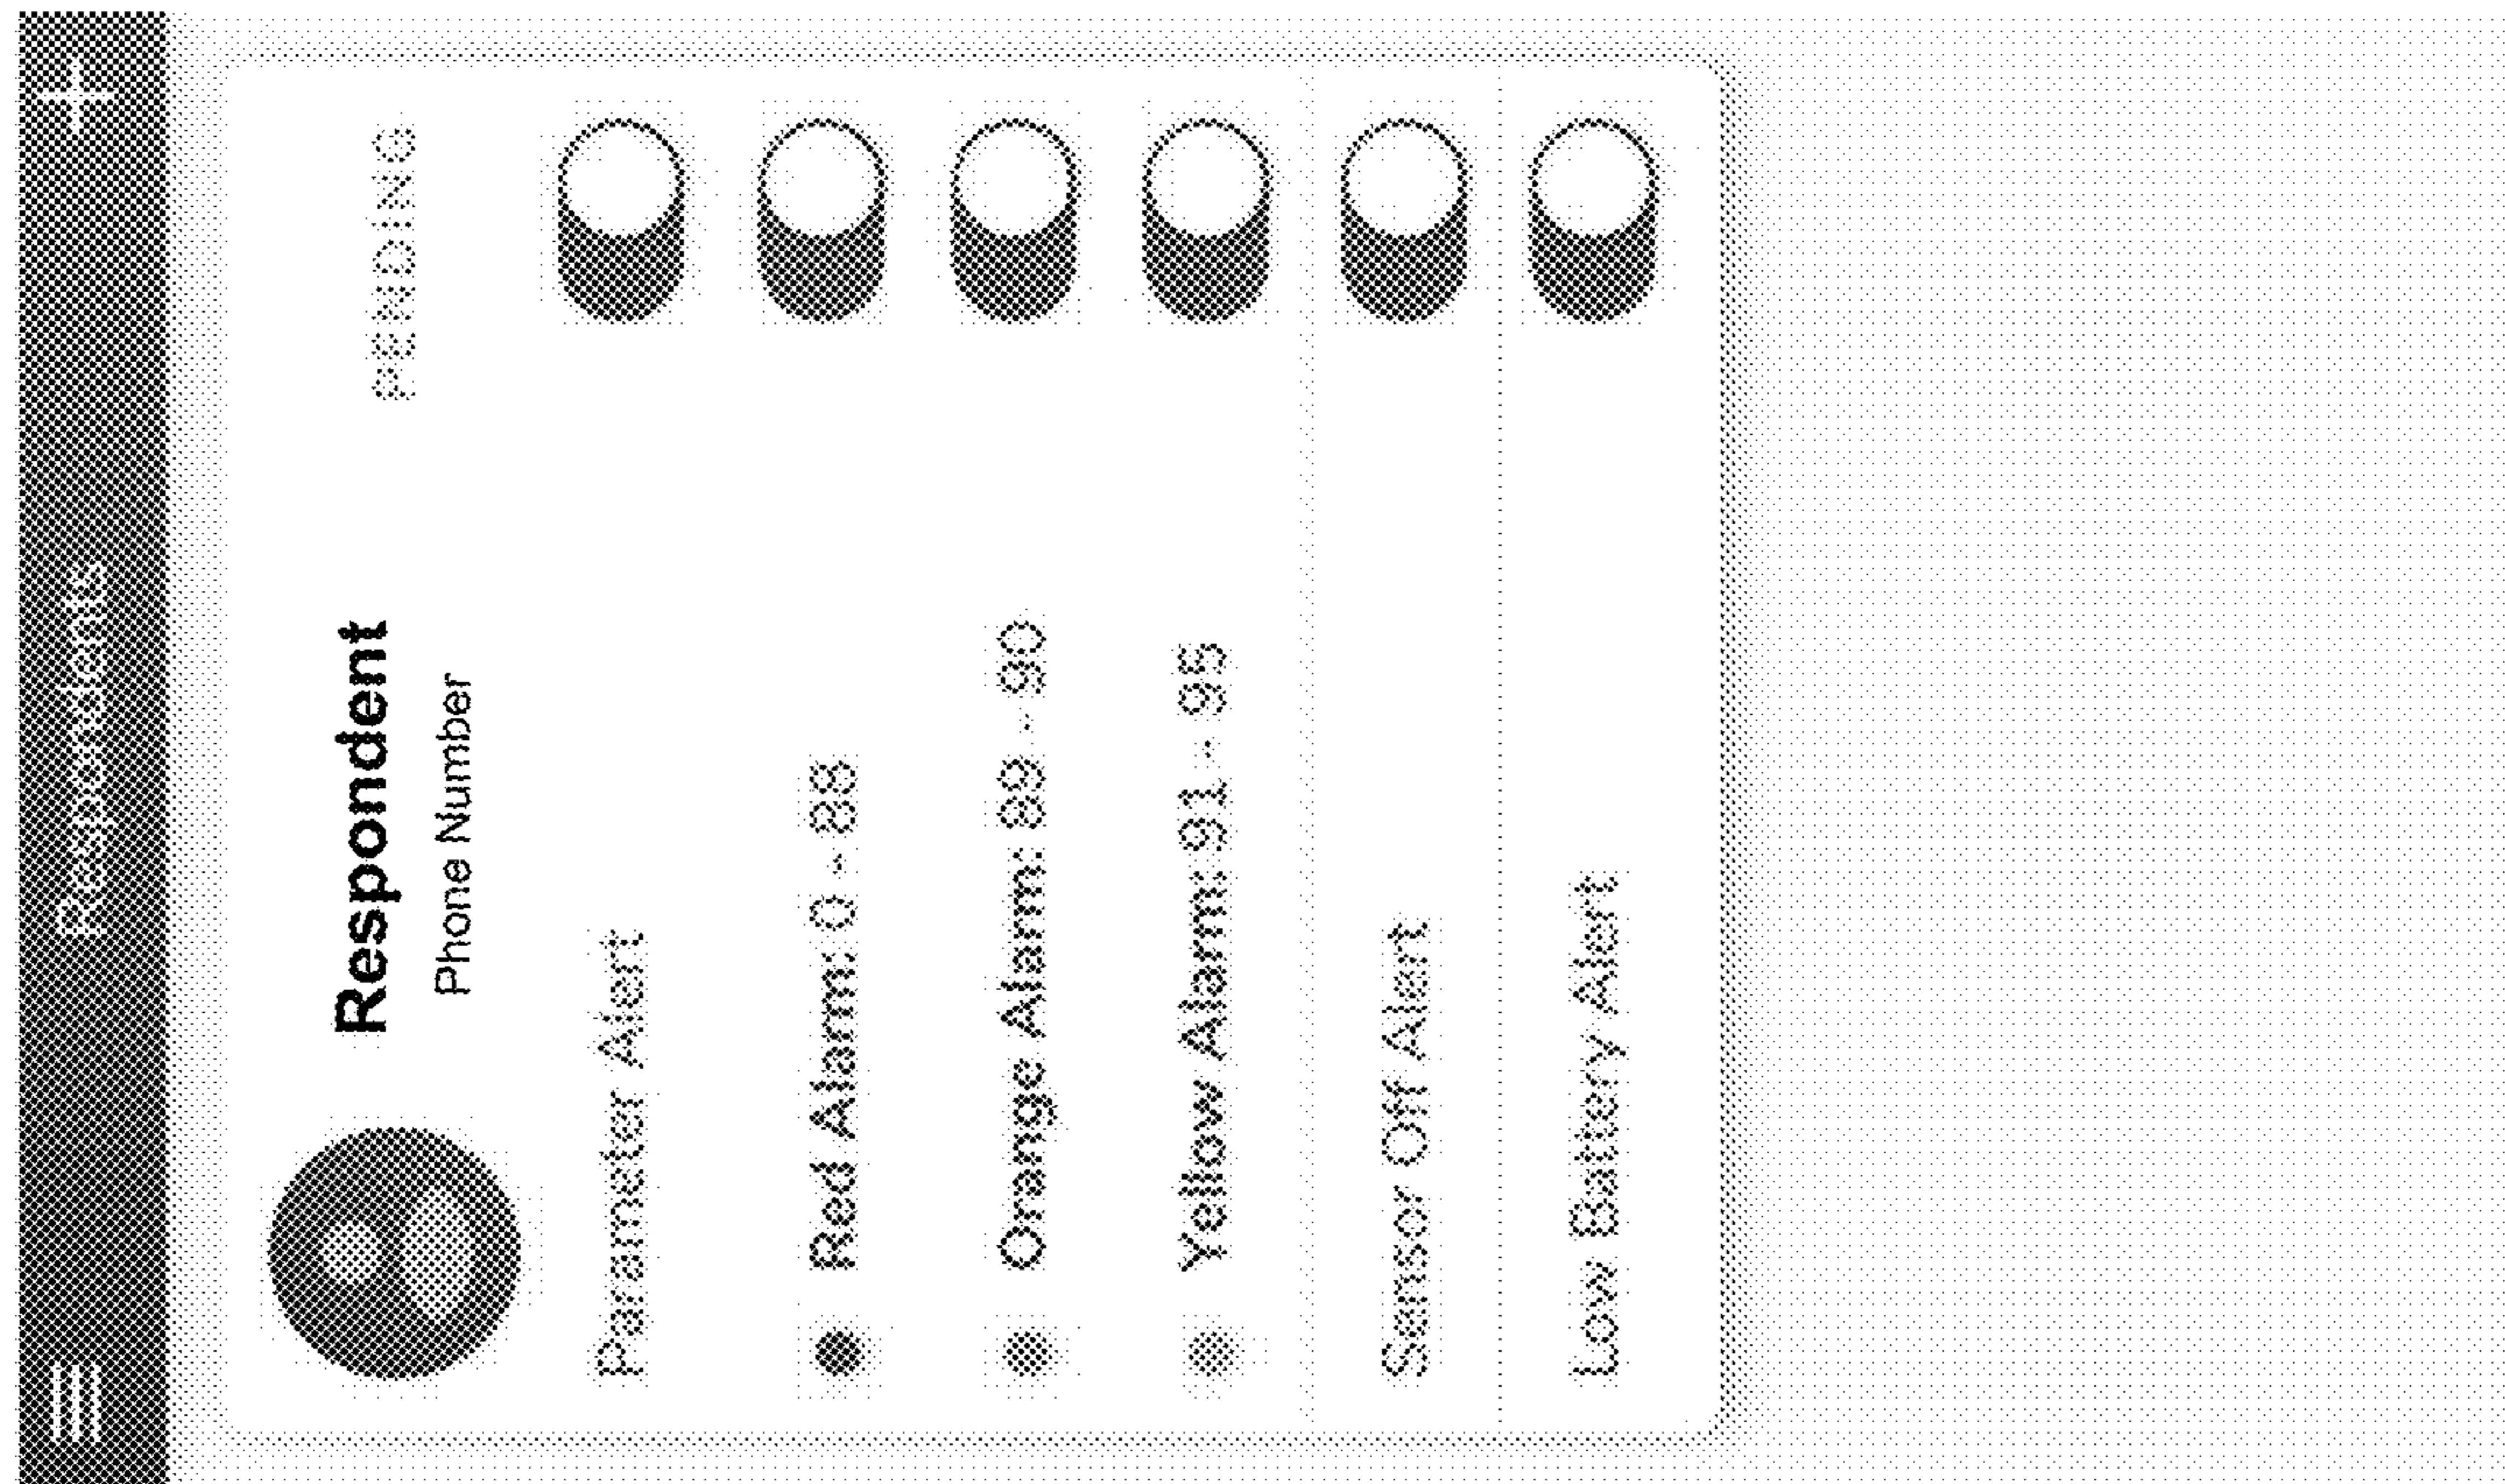 Respondents
Respondent
PENDING
Phone Number
Parameter Alert
Red Alarm: 0 - 88
Orange Alarm: 89 - 90
Yellow Alarm: 91 - 95
Sensor Off Alert
Low Battery Alert